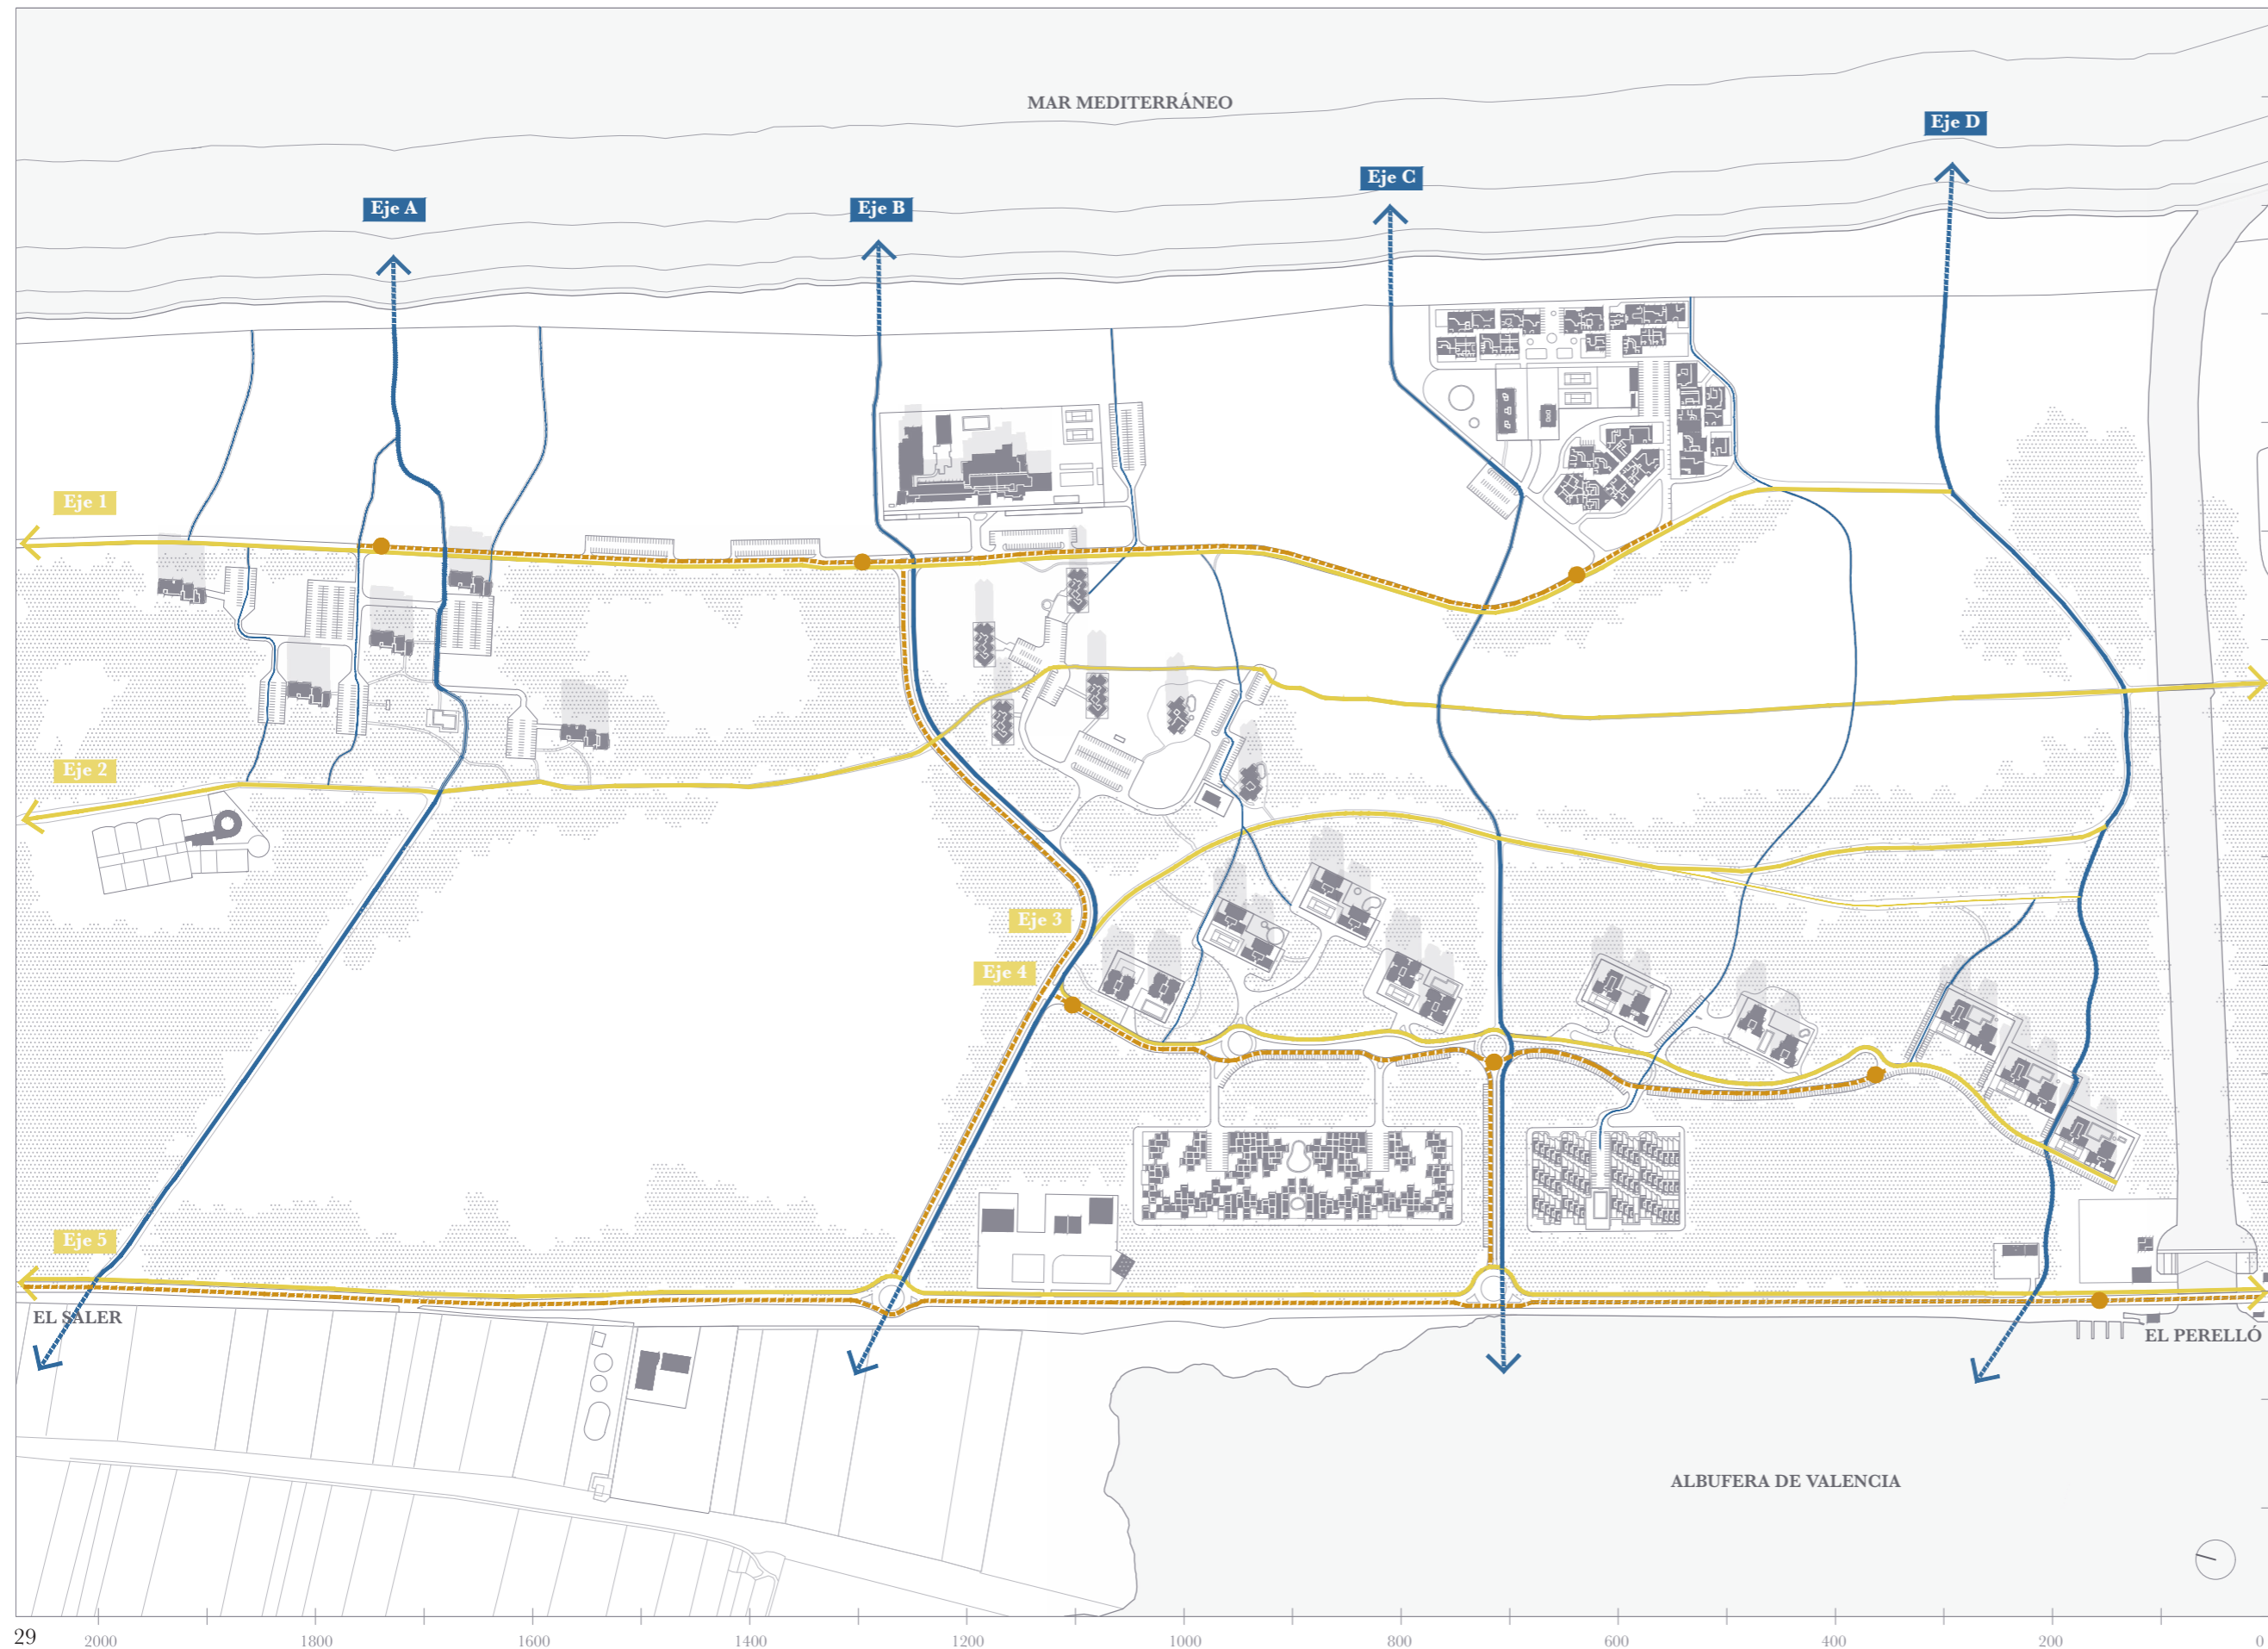 MAR MEDITERRÁNEO
Eje D
Eje C
Eje A
Eje B
Eje 1
Eje 2
Eje 3
Eje 4
Eje 5
EL SALER
EL PERELLÓ
ALBUFERA DE VALENCIA
29
2000 1800 1600 1400 1200 1000 800 600 400 200 0